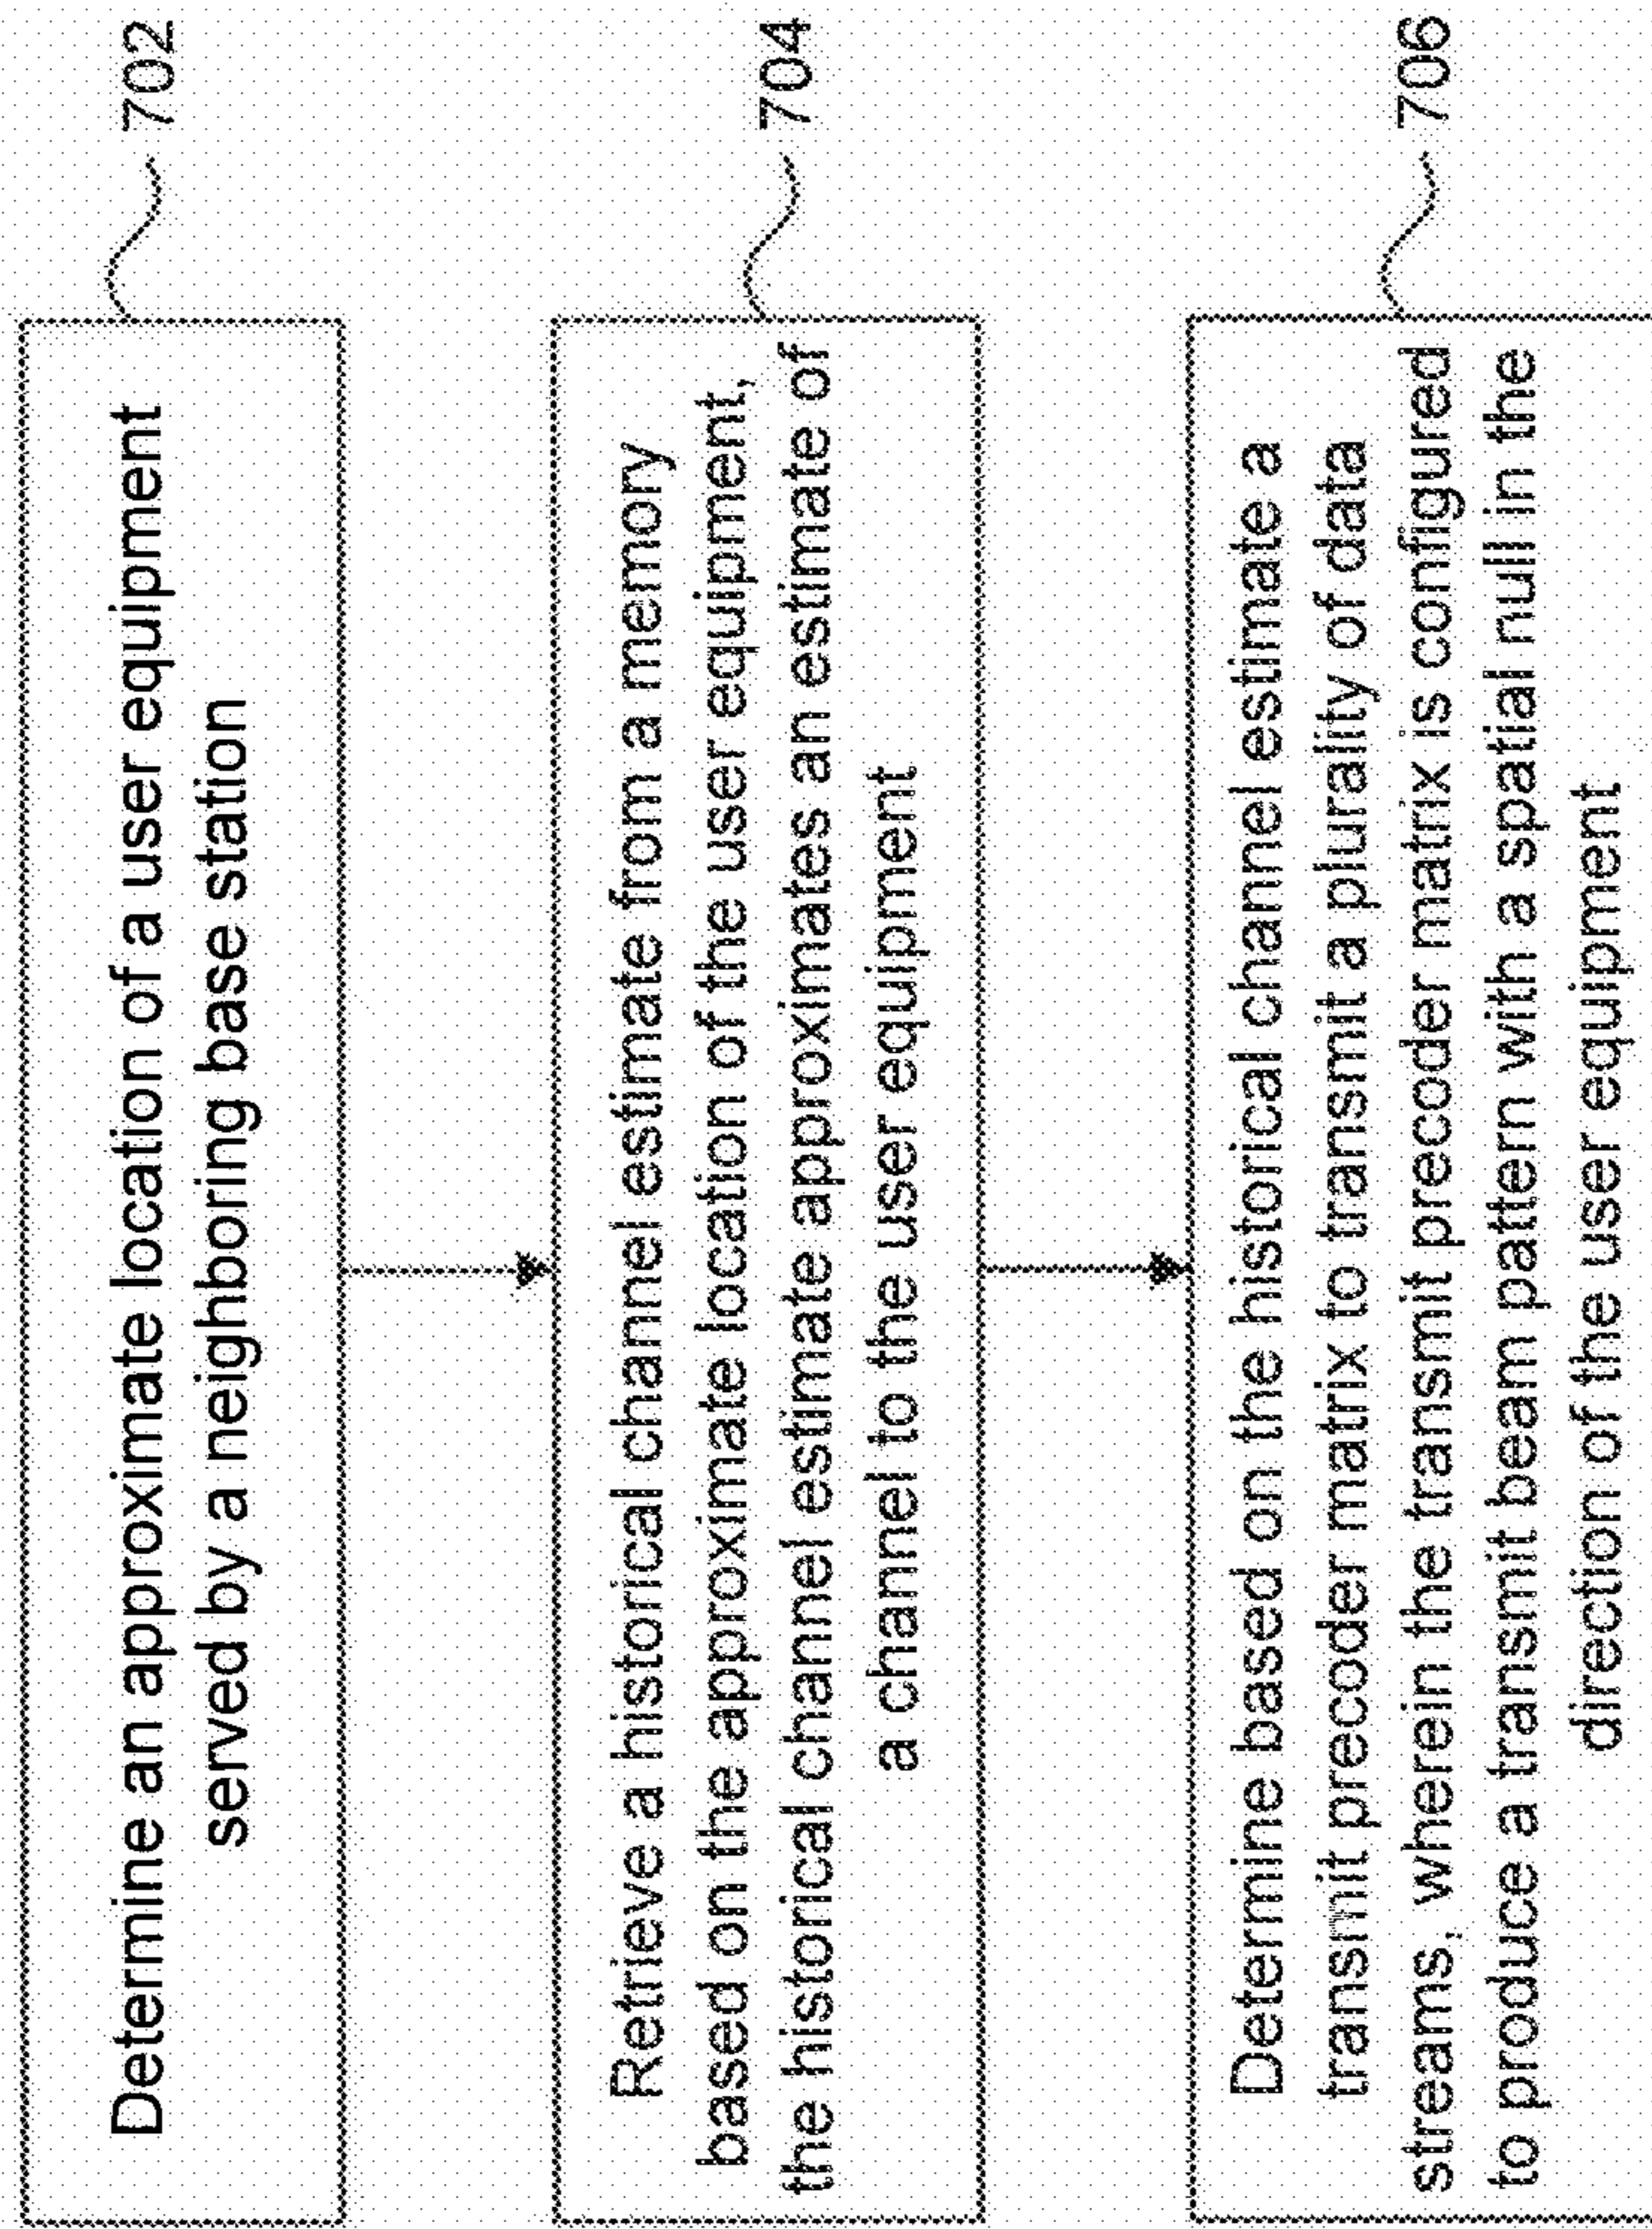 Determine an approximate location of a user equipment
served by a neighboring base station
702
Retrieve a historical channel estimate from a memory
based on the approximate location of the user equipment,
the historical channel estimate approximates an estimate of
a channel to the user equipment
704
Determine based on the historical channel estimate a
transmit precoder matrix to transmit a plurality of data
streams, wherein the transmit precoder matrix is configured
to produce a transmit beam pattern with a spatial null in the
direction of the user equipment
706